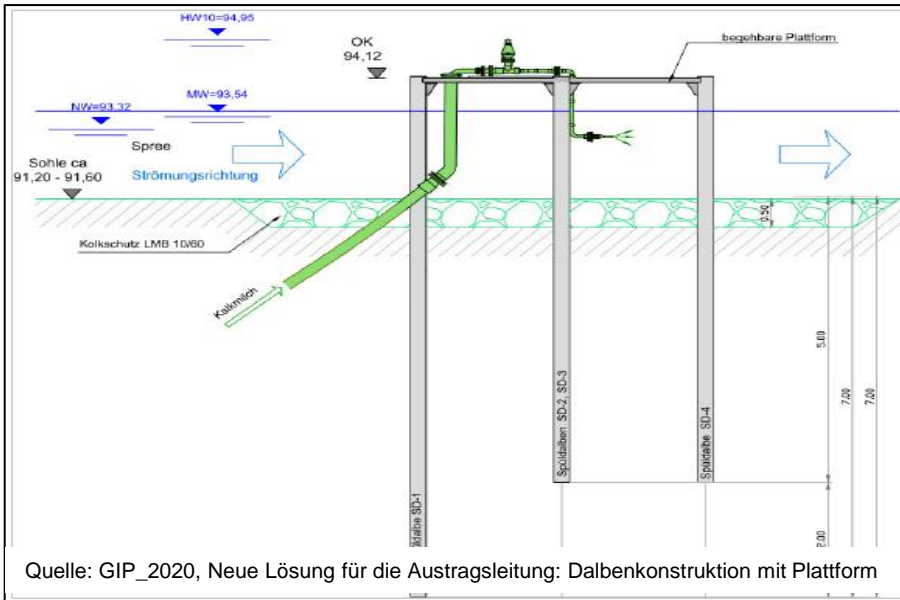 HW10=94,95
OK
94,12
begehbare Plattform
NW=93,32
MW=93,54
Spree
Sohle ca
91,20 - 91,60
Strömungsrichtung
0.50
Kolkschutz LMB 10/60
Kalkmilch
5.00
7.00
7.00
Spüldalben SD-2, SD-3
Spüldalbe SD-4
SD-1
2.00
Quelle: GIP_2020, Neue Lösung für die Austragsleitung: Dalbenkonstruktion mit Plattform